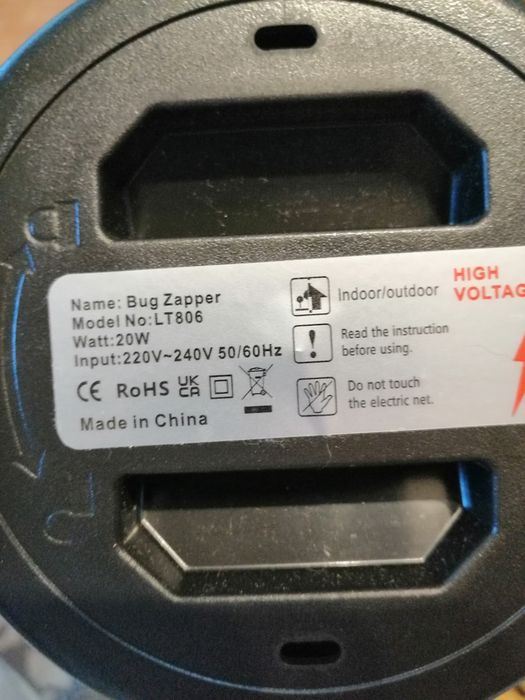 Name: Bug Zapper
Model No:LT806
Watt:20W
Input:220V~240V 50/60Hz
CE RoHS UK CA
Made in China
Indoor/outdoor
Read the instruction
before using.
Do not touch
the electric net.
HIGH
VOLTAG